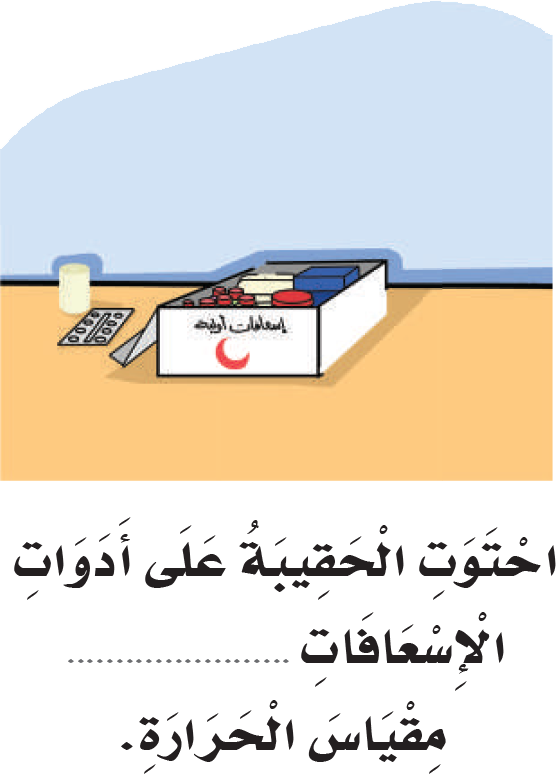 إسعافات أولية
احْتَوَتِ الْحَقِيبَةُ عَلَى أَدَوَاتِ
الْإِسْعَافَاتِ ......................
مِقْيَاسَ الْحَرَارَةِ.